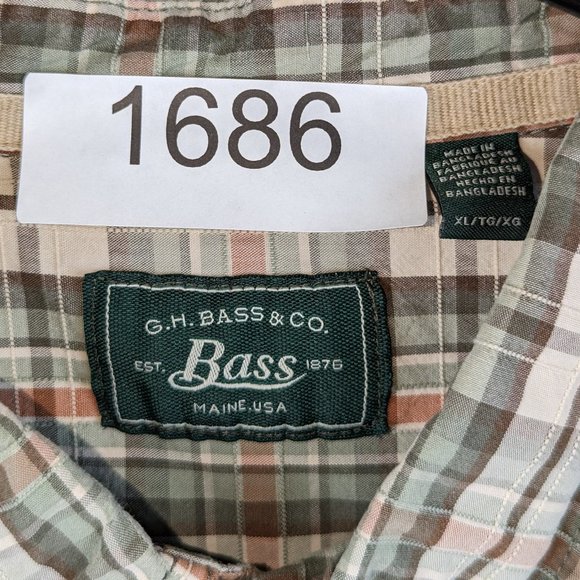 1686
MADE IN
BANGLADESH
FABRIQUÉ AU
BANGLADESH
HECHO EN
BANGLADESH
XL/TG/XG
G.H. BASS & CO.
EST. Bass 1876
MAINE, USA